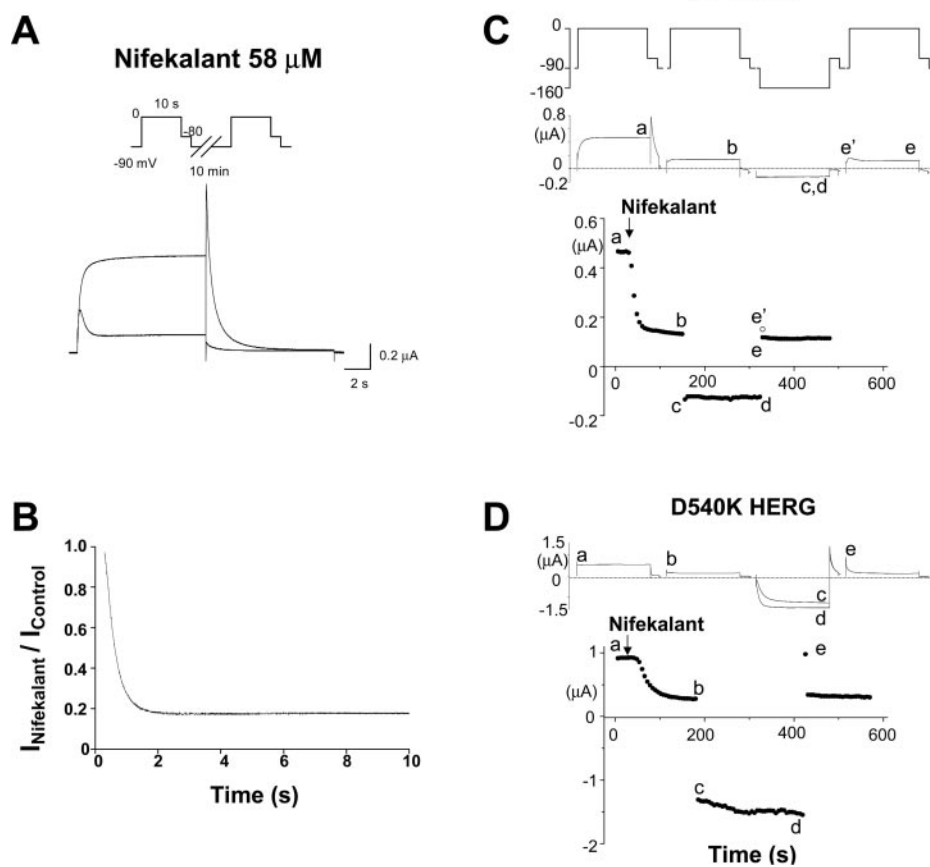 A
Nifekalant 58 μM
0
10 s
-80
-90 mV
10 min
0.2 μA
2 s
B
1.0
0.8
0.6
0.4
0.2
0
I Nifekalant / I Control
0 2 4 6 8 10
Time (s)
C
0
-90
-160
0.8
(μA)
0
-0.2
a
b
c,d
e'
e
Nifekalant
0.6
(μA)
0.4
0.2
0
-0.2
a
b
c
d
e'
e
0 200 400 600
D
D540K HERG
1.5
(μA)
0
-1.5
a
b
c
d
e
Nifekalant
1
(μA)
0
-1
-2
a
b
c
d
e
0 200 400 600
Time (s)